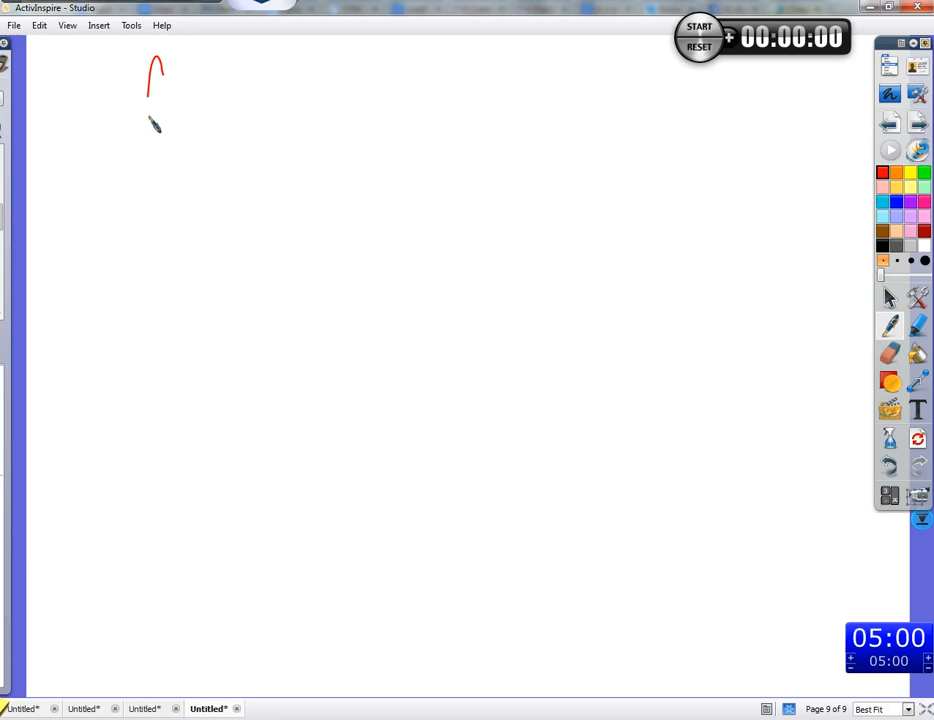 ActivInspire - Studio
File Edit View Insert Tools Help
START
RESET
00:00:00
T
05:00
05:00
Untitled* Untitled* Untitled* Untitled*
Page 9 of 9 Best Fit